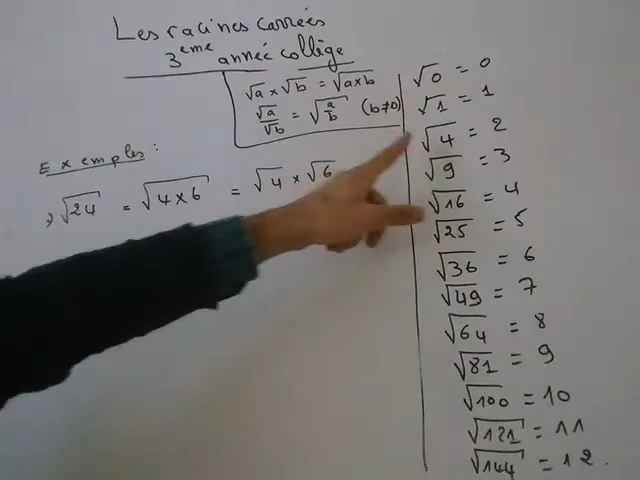 Les racines carrées
3eme année collège
√a × √b = √a×b
√a/√b = √a/b (b≠0)
Exemples:
√24 = √4×6 = √4 × √6
√0 = 0
√1 = 1
√4 = 2
√9 = 3
√16 = 4
√25 = 5
√36 = 6
√49 = 7
√64 = 8
√81 = 9
√100 = 10
√121 = 11
√144 = 12.